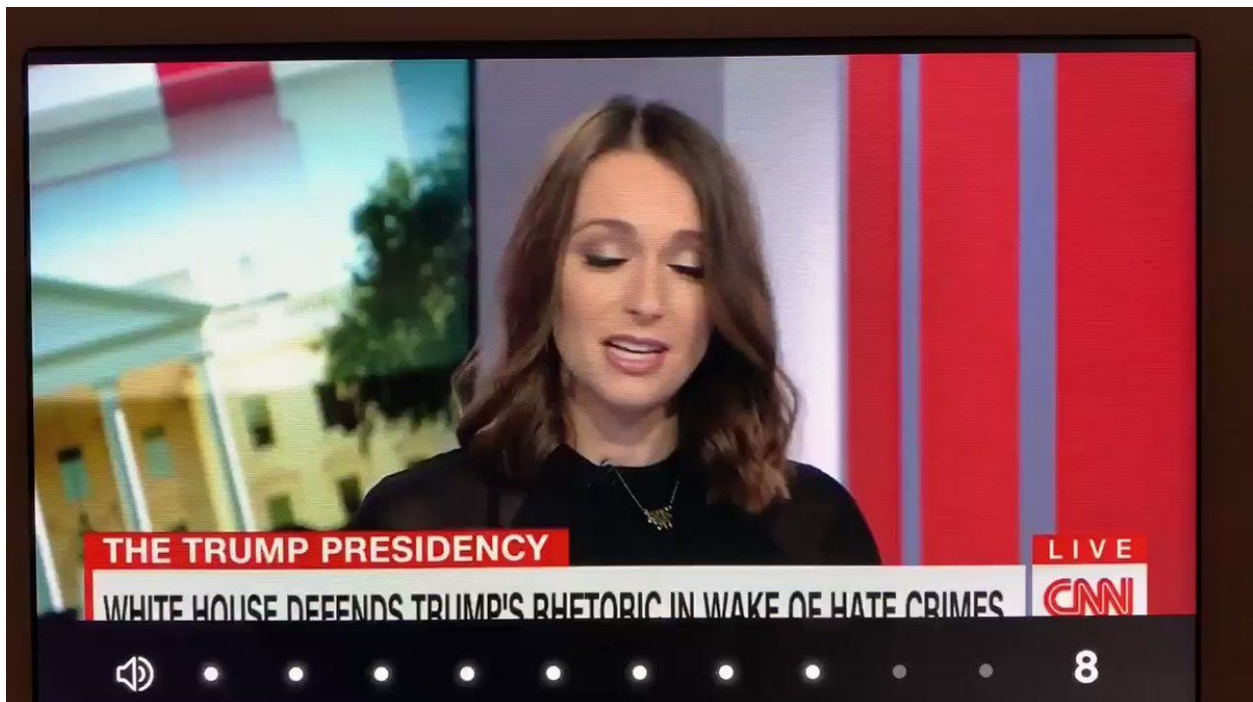 THE TRUMP PRESIDENCY
LIVE
WHITE HOUSE DEFENDS TRUMP'S RHETORIC IN WAKE OF HATE CRIMES
CNN
8